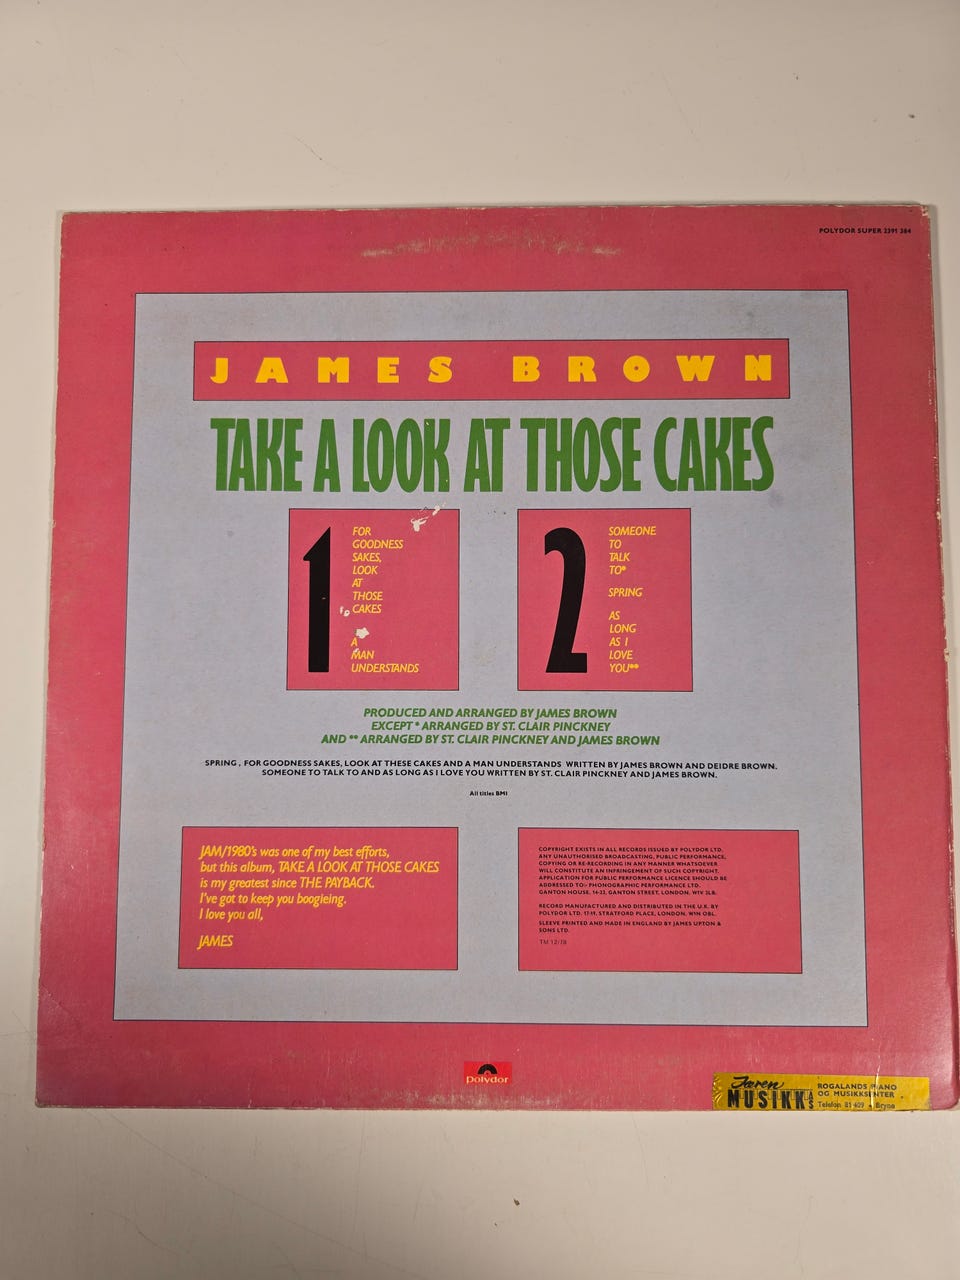 POLYDOR SUPER 2391 384
JAMES BROWN
TAKE A LOOK AT THOSE CAKES
1
FOR
GOODNESS
SAKES,
LOOK
AT
THOSE
CAKES
A
MAN
UNDERSTANDS
2
SOMEONE
TO
TALK
TO*
SPRING
AS
LONG
AS I
LOVE
YOU**
PRODUCED AND ARRANGED BY JAMES BROWN
EXCEPT * ARRANGED BY ST. CLAIR PINCKNEY
AND ** ARRANGED BY ST. CLAIR PINCKNEY AND JAMES BROWN
SPRING, FOR GOODNESS SAKES, LOOK AT THESE CAKES AND A MAN UNDERSTANDS WRITTEN BY JAMES BROWN AND DEIDRE BROWN.
SOMEONE TO TALK TO AND AS LONG AS I LOVE YOU WRITTEN BY ST. CLAIR PINCKNEY AND JAMES BROWN.
All titles BMI
JAM/1980's was one of my best efforts,
but this album, TAKE A LOOK AT THOSE CAKES
is my greatest since THE PAYBACK.
I've got to keep you boogieing.
I love you all,
JAMES
COPYRIGHT EXISTS IN ALL RECORDS ISSUED BY POLYDOR LTD.
ANY UNAUTHORISED BROADCASTING, PUBLIC PERFORMANCE,
COPYING OR RE-RECORDING IN ANY MANNER WHATSOEVER
WILL CONSTITUTE AN INFRINGEMENT OF SUCH COPYRIGHT.
APPLICATION FOR PUBLIC PERFORMANCE LICENCE SHOULD BE
ADDRESSED TO:- PHONOGRAPHIC PERFORMANCE LTD.
GANTON HOUSE, 14-22, GANTON STREET, LONDON, W1V 2LB.
RECORD MANUFACTURED AND DISTRIBUTED IN THE U.K. BY
POLYDOR LTD. 17-19, STRATFORD PLACE, LONDON, W1N OBL.
SLEEVE PRINTED AND MADE IN ENGLAND BY JAMES UPTON &
SONS LTD.
TM 12/78
polydor
Jæren
MUSIKK A/S
ROGALANDS PIANO
OG MUSIKKSENTER
Telefon 81 409 Bryne